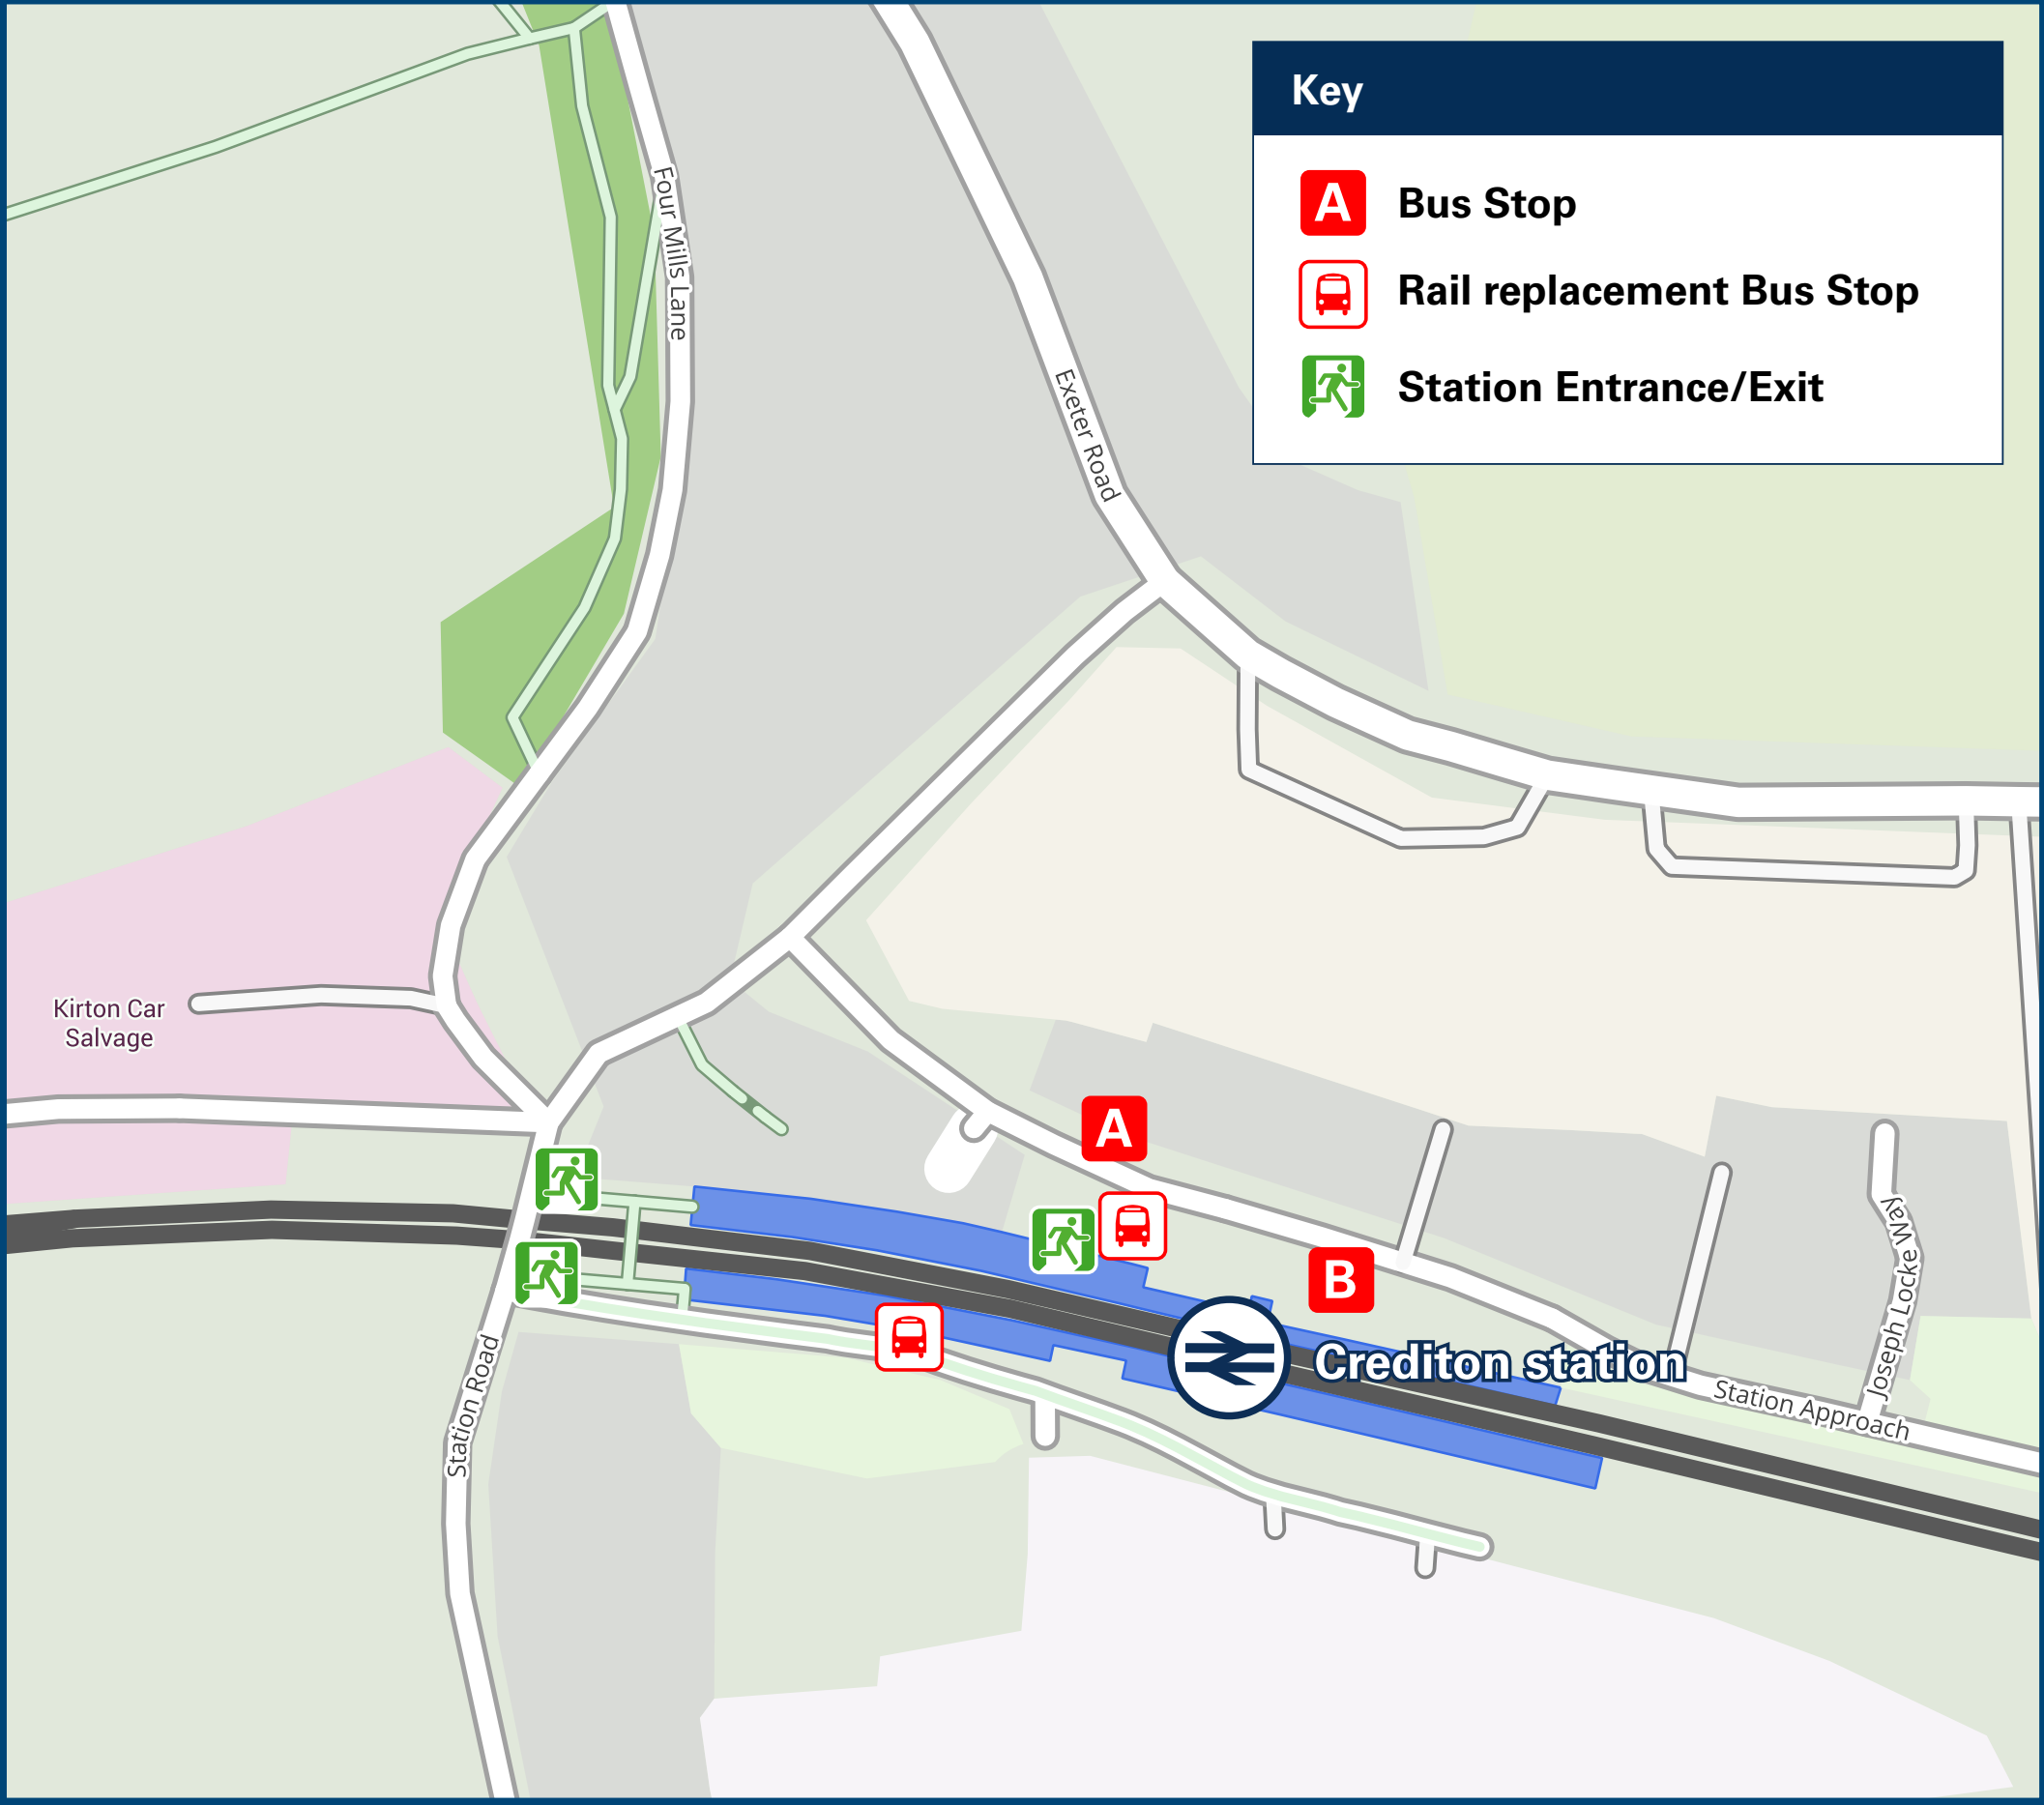 Key
A Bus Stop
Rail replacement Bus Stop
Station Entrance/Exit
Four Mills Lane
Exeter Road
Kirton Car
Salvage
A
B
Crediton station
Station Road
Station Approach
Joseph Locke Way